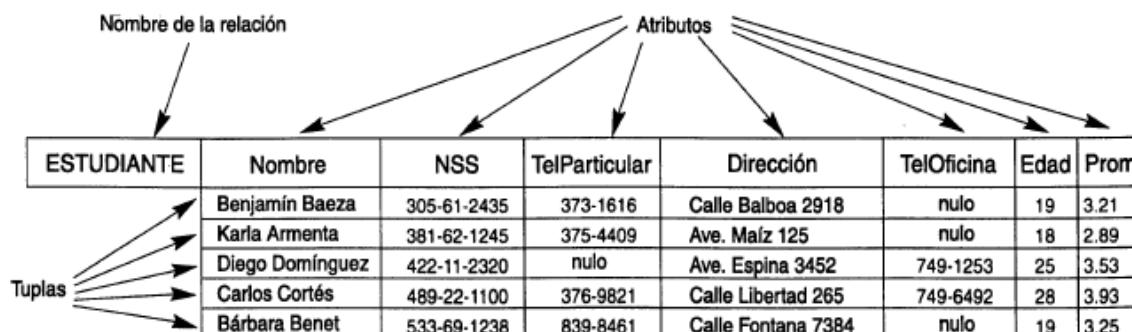 Nombre de la relación
Atributos
ESTUDIANTE Nombre NSS TelParticular Dirección TelOficina Edad Prom
Benjamín Baeza 305-61-2435 373-1616 Calle Balboa 2918 nulo 19 3.21
Karla Armenta 381-62-1245 375-4409 Ave. Maíz 125 nulo 18 2.89
Diego Domínguez 422-11-2320 nulo Ave. Espina 3452 749-1253 25 3.53
Tuplas
Carlos Cortés 489-22-1100 376-9821 Calle Libertad 265 749-6492 28 3.93
Bárbara Benet 533-69-1238 839-8461 Calle Fontana 7384 nulo 19 3.25